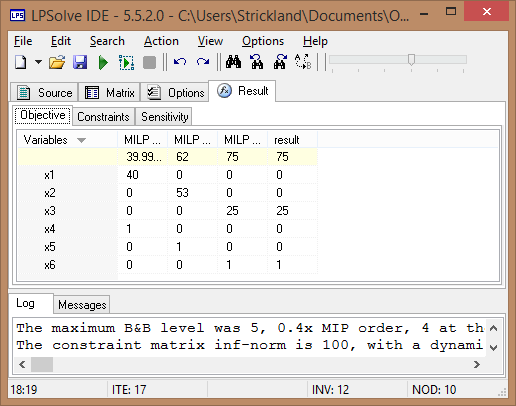 LPS LPSolve IDE - 5.5.2.0 - C:\Users\Strickland\Documents\O...
File Edit Search Action View Options Help
Source Matrix Options Result
Objective Constraints Sensitivity
Variables MILP ... MILP ... MILP ... result
39.99... 62 75 75
x1 40 0 0 0
x2 0 53 0 0
x3 0 0 25 25
x4 1 0 0 0
x5 0 1 0 0
x6 0 0 1 1
Log Messages
The maximum B&B level was 5, 0.4x MIP order, 4 at th
The constraint matrix inf-norm is 100, with a dynami
18:19 ITE: 17 INV: 12 NOD: 10